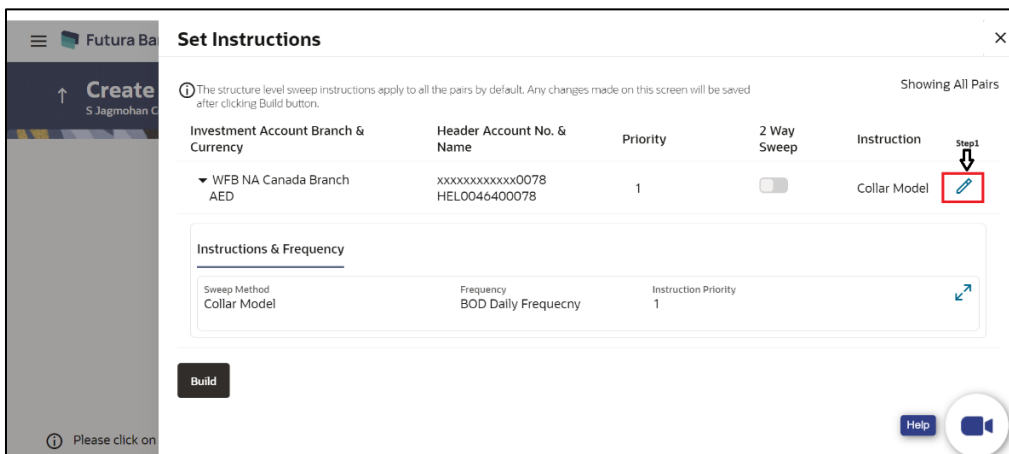 Futura Ba
Set Instructions
Create
S Jagmohan C
The structure level sweep instructions apply to all the pairs by default. Any changes made on this screen will be saved
after clicking Build button.
Showing All Pairs
Investment Account Branch &
Currency
Header Account No. &
Name
Priority
2 Way
Sweep
Instruction
Step1
WFB NA Canada Branch
AED
xxxxxxxxxxxx0078
HEL0046400078
1
Collar Model
Instructions & Frequency
Sweep Method
Collar Model
Frequency
BOD Daily Frequecny
Instruction Priority
1
Build
Help
Please click on